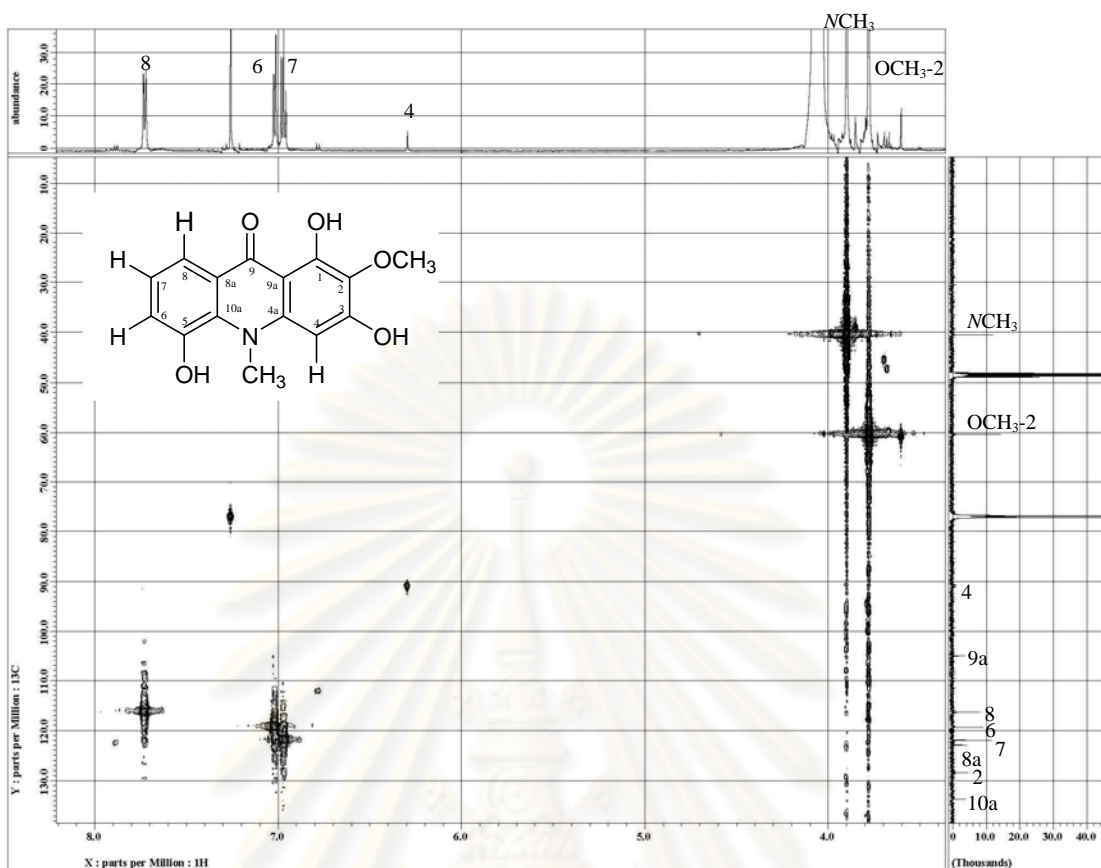 NCH₃
OCH₃-2
8
6
7
4
abundance
0 10.0 20.0 30.0
H
O
OH
H
OCH₃
9
8
8a
9a
1
2
7
10a
4a
3
6
5
4
N
OH
H
OH
CH₃
H
NCH₃
OCH₃-2
4
9a
8
6
7
8a
2
10a
10.0
20.0
30.0
40.0
50.0
60.0
70.0
80.0
90.0
100.0
110.0
120.0
130.0
Y : parts per Million : 13C
8.0 7.0 6.0 5.0 4.0
X : parts per Million : 1H
0 10.0 20.0 30.0 40.0
(Thousands)